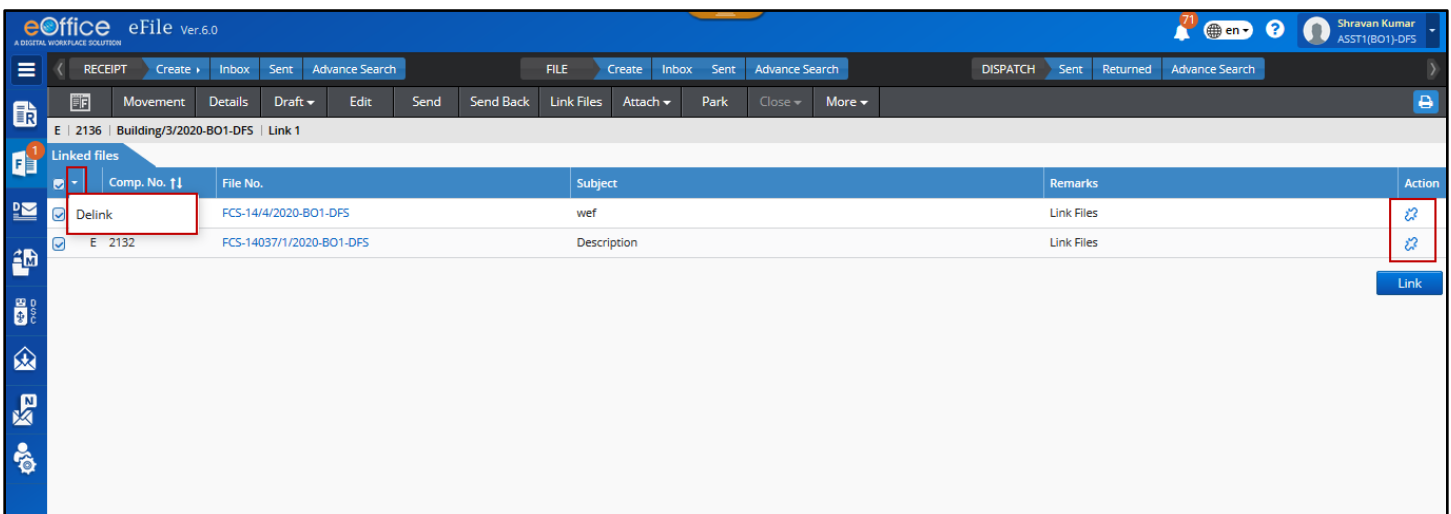 eOffice eFile Ver.6.0
A DIGITAL WORKPLACE SOLUTION
71
en
?
Shravan Kumar
ASST1(BO1)-DFS
RECEIPT Create Inbox Sent Advance Search FILE Create Inbox Sent Advance Search DISPATCH Sent Returned Advance Search
Movement Details Draft Edit Send Send Back Link Files Attach Park Close More
E | 2136 | Building/3/2020-BO1-DFS | Link 1
Linked files
Comp. No. File No. Subject Remarks Action
Delink FCS-14/4/2020-BO1-DFS wef Link Files
E 2132 FCS-14037/1/2020-BO1-DFS Description Link Files
Link
R
F 1
D
M
DSC
N